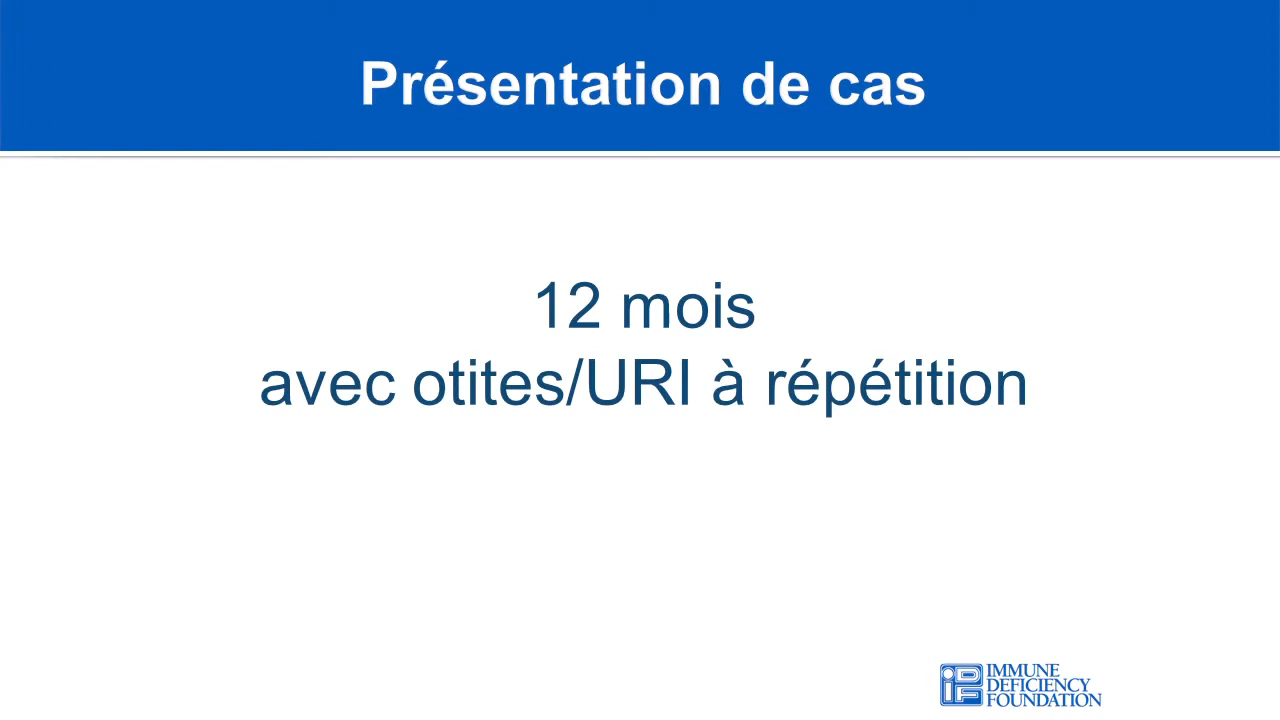 Présentation de cas
12 mois
avec otites/URI à répétition
IMMUNE
DEFICIENCY
FOUNDATION